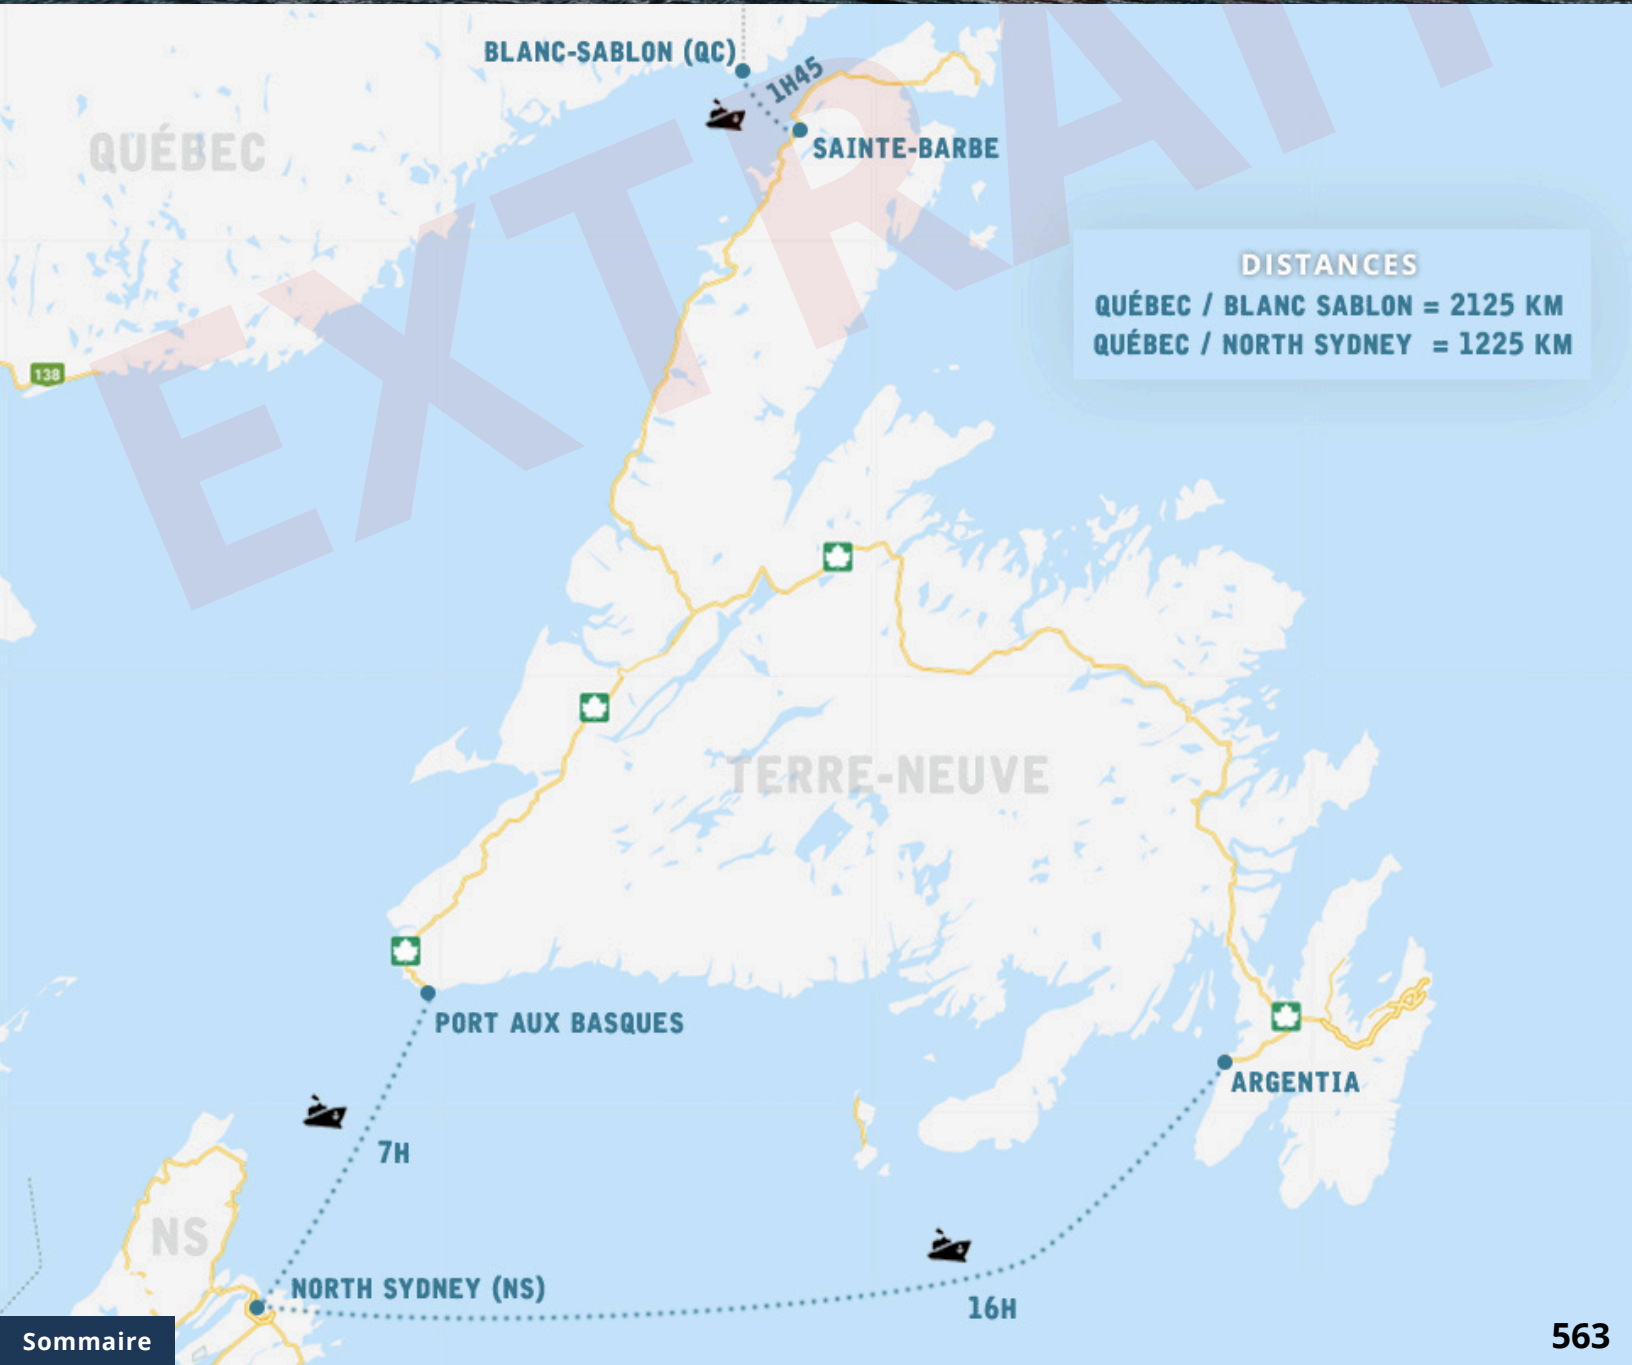 BLANC-SABLON (QC)
1H45
SAINTE-BARBE
QUÉBEC
EXTRAIT
DISTANCES
QUÉBEC / BLANC SABLON = 2125 KM
QUÉBEC / NORTH SYDNEY = 1225 KM
138
TERRE-NEUVE
PORT AUX BASQUES
ARGENTIA
7H
NS
NORTH SYDNEY (NS)
16H
Sommaire
563